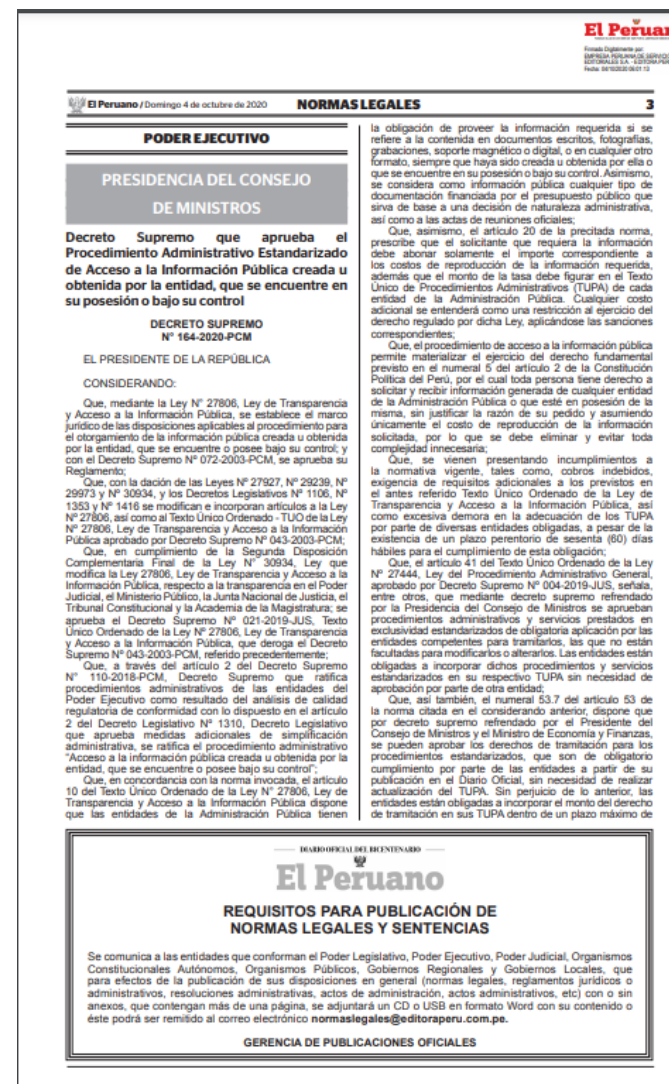 El Peruano
Firmado Digitalmente por:
EMPRESA PERUANA DE SERVICIOS
EDITORIALES S.A. - EDITORA PERU
Fecha: 04/10/2020 06:01:13
El Peruano / Domingo 4 de octubre de 2020
NORMAS LEGALES
3
PODER EJECUTIVO
PRESIDENCIA DEL CONSEJO
DE MINISTROS
Decreto Supremo que aprueba el
Procedimiento Administrativo Estandarizado
de Acceso a la Información Pública creada u
obtenida por la entidad, que se encuentre en
su posesión o bajo su control
DECRETO SUPREMO
N° 164-2020-PCM
EL PRESIDENTE DE LA REPÚBLICA
CONSIDERANDO:
Que, mediante la Ley N° 27806, Ley de Transparencia
y Acceso a la Información Pública, se establece el marco
jurídico de las disposiciones aplicables al procedimiento para
el otorgamiento de la información pública creada u obtenida
por la entidad, que se encuentre o posee bajo su control; y
con el Decreto Supremo Nº 072-2003-PCM, se aprueba su
Reglamento;
Que, con la dación de las Leyes Nº 27927, Nº 29239, Nº
29973 y Nº 30934, y los Decretos Legislativos Nº 1106, Nº
1353 y Nº 1416 se modifican e incorporan artículos a la Ley
Nº 27806, así como al Texto Único Ordenado - TUO de la Ley
N° 27806, Ley de Transparencia y Acceso a la Información
Pública aprobado por Decreto Supremo Nº 043-2003-PCM;
Que, en cumplimiento de la Segunda Disposición
Complementaria Final de la Ley N° 30934, Ley que
modifica la Ley 27806, Ley de Transparencia y Acceso a la
Información Pública, respecto a la transparencia en el Poder
Judicial, el Ministerio Público, la Junta Nacional de Justicia, el
Tribunal Constitucional y la Academia de la Magistratura; se
aprueba el Decreto Supremo N° 021-2019-JUS, Texto
Único Ordenado de la Ley N° 27806, Ley de Transparencia
y Acceso a la Información Pública, que deroga el Decreto
Supremo Nº 043-2003-PCM, referido precedentemente;
Que, a través del artículo 2 del Decreto Supremo
N° 110-2018-PCM, Decreto Supremo que ratifica
procedimientos administrativos de las entidades del
Poder Ejecutivo como resultado del análisis de calidad
regulatoria de conformidad con lo dispuesto en el artículo
2 del Decreto Legislativo Nº 1310, Decreto Legislativo
que aprueba medidas adicionales de simplificación
administrativa, se ratifica el procedimiento administrativo
"Acceso a la información pública creada u obtenida por la
entidad, que se encuentre o posee bajo su control";
Que, en concordancia con la norma invocada, el artículo
10 del Texto Único Ordenado de la Ley N° 27806, Ley de
Transparencia y Acceso a la Información Pública dispone
que las entidades de la Administración Pública tienen
la obligación de proveer la información requerida si se
refiere a la contenida en documentos escritos, fotografías,
grabaciones, soporte magnético o digital, o en cualquier otro
formato, siempre que haya sido creada u obtenida por ella o
que se encuentre en su posesión o bajo su control. Asimismo,
se considera como información pública cualquier tipo de
documentación financiada por el presupuesto público que
sirva de base a una decisión de naturaleza administrativa,
así como a las actas de reuniones oficiales;
Que, asimismo, el artículo 20 de la precitada norma,
prescribe que el solicitante que requiera la información
debe abonar solamente el importe correspondiente a
los costos de reproducción de la información requerida,
además que el monto de la tasa debe figurar en el Texto
Único de Procedimientos Administrativos (TUPA) de cada
entidad de la Administración Pública. Cualquier costo
adicional se entenderá como una restricción al ejercicio del
derecho regulado por dicha Ley, aplicándose las sanciones
correspondientes;
Que, el procedimiento de acceso a la información pública
permite materializar el ejercicio del derecho fundamental
previsto en el numeral 5 del artículo 2 de la Constitución
Política del Perú, por el cual toda persona tiene derecho a
solicitar y recibir información generada de cualquier entidad
de la Administración Pública o que esté en posesión de la
misma, sin justificar la razón de su pedido y asumiendo
únicamente el costo de reproducción de la información
solicitada, por lo que se debe eliminar y evitar toda
complejidad innecesaria;
Que, se vienen presentando incumplimientos a
la normativa vigente, tales como, cobros indebidos,
exigencia de requisitos adicionales a los previstos en
el antes referido Texto Único Ordenado de la Ley de
Transparencia y Acceso a la Información Pública, así
como excesiva demora en la adecuación de los TUPA
por parte de diversas entidades obligadas, a pesar de la
existencia de un plazo perentorio de sesenta (60) días
hábiles para el cumplimiento de esta obligación;
Que, el artículo 41 del Texto Único Ordenado de la Ley
N° 27444, Ley del Procedimiento Administrativo General,
aprobado por Decreto Supremo Nº 004-2019-JUS, señala,
entre otros, que mediante decreto supremo refrendado
por la Presidencia del Consejo de Ministros se aprueban
procedimientos administrativos y servicios prestados en
exclusividad estandarizados de obligatoria aplicación por las
entidades competentes para tramitarlos, las que no están
facultadas para modificarlos o alterarlos. Las entidades están
obligadas a incorporar dichos procedimientos y servicios
estandarizados en su respectivo TUPA sin necesidad de
aprobación por parte de otra entidad;
Que, así también, el numeral 53.7 del artículo 53 de
la norma citada en el considerando anterior, dispone que
por decreto supremo refrendado por el Presidente del
Consejo de Ministros y el Ministro de Economía y Finanzas,
se pueden aprobar los derechos de tramitación para los
procedimientos estandarizados, que son de obligatorio
cumplimiento por parte de las entidades a partir de su
publicación en el Diario Oficial, sin necesidad de realizar
actualización del TUPA. Sin perjuicio de lo anterior, las
entidades están obligadas a incorporar el monto del derecho
de tramitación en sus TUPA dentro de un plazo máximo de
DIARIO OFICIAL DEL BICENTENARIO
El Peruano
REQUISITOS PARA PUBLICACIÓN DE
NORMAS LEGALES Y SENTENCIAS
Se comunica a las entidades que conforman el Poder Legislativo, Poder Ejecutivo, Poder Judicial, Organismos
Constitucionales Autónomos, Organismos Públicos, Gobiernos Regionales y Gobiernos Locales, que
para efectos de la publicación de sus disposiciones en general (normas legales, reglamentos jurídicos o
administrativos, resoluciones administrativas, actos de administración, actos administrativos, etc) con o sin
anexos, que contengan más de una página, se adjuntará un CD o USB en formato Word con su contenido o
éste podrá ser remitido al correo electrónico normaslegales@editoraperu.com.pe.
GERENCIA DE PUBLICACIONES OFICIALES